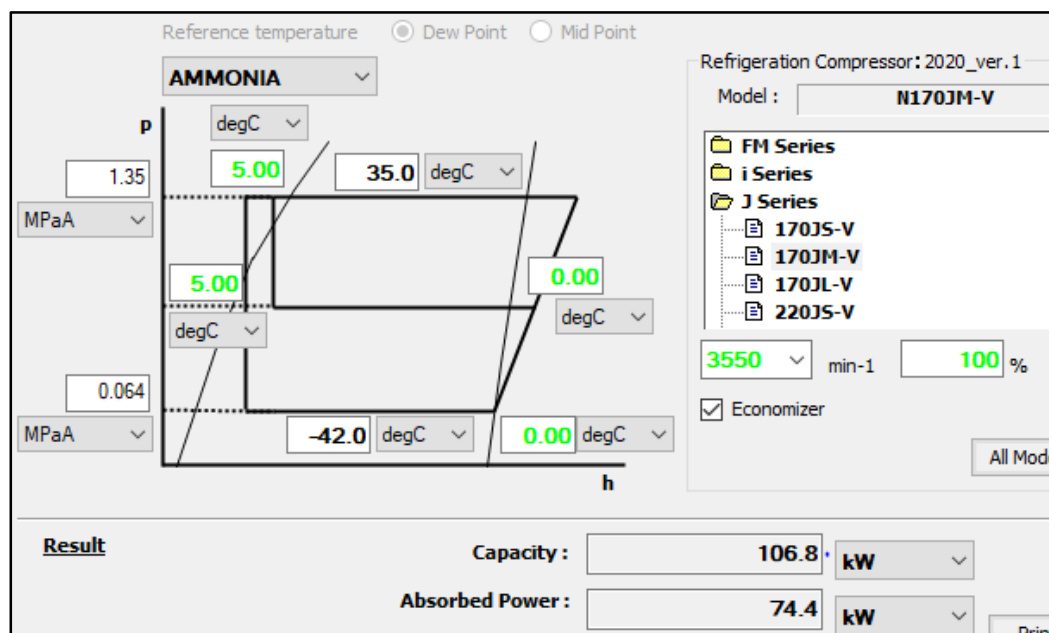 Reference temperature Dew Point Mid Point
AMMONIA
Refrigeration Compressor: 2020_ver.1
Model : N170JM-V
p
degC
FM Series
5.00 35.0 degC
1.35
i Series
MPaA
J Series
170JS-V
170JM-V
5.00 0.00
170JL-V
degC degC
220JS-V
3550 min-1 100 %
0.064
Economizer
MPaA -42.0 degC 0.00 degC
All Mod
h
Result
Capacity : 106.8 kW
Absorbed Power : 74.4 kW